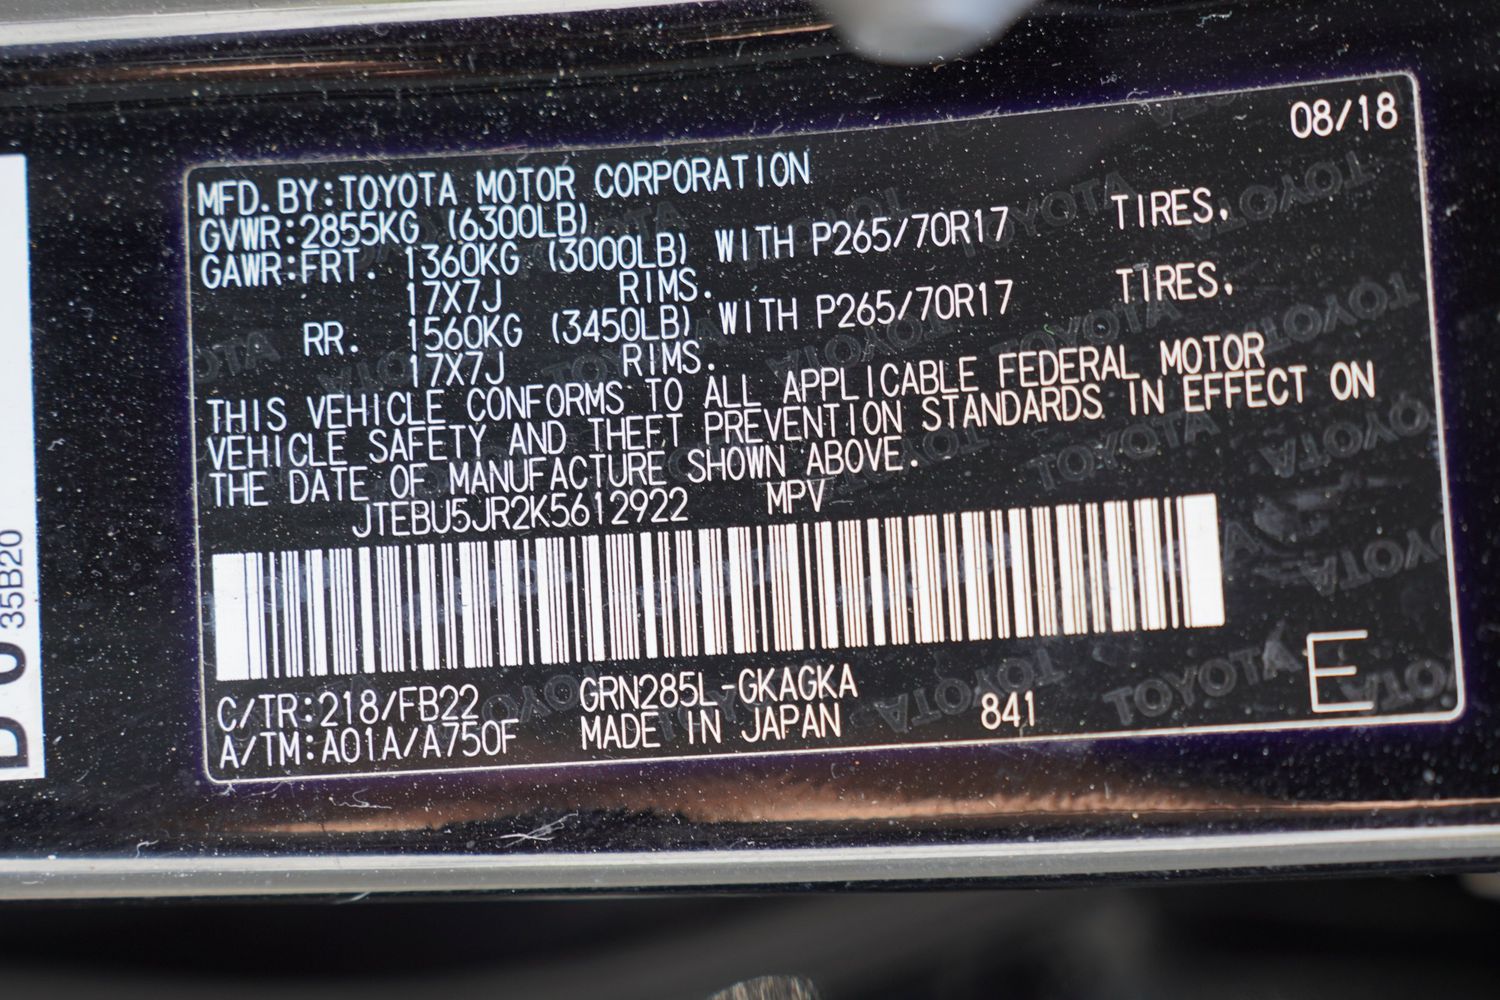 08/18
MFD.BY:TOYOTA MOTOR CORPORATION
GVWR:2855KG (6300LB)
GAWR:FRT. 1360KG (3000LB) WITH P265/70R17 TIRES,
17X7J RIMS.
RR. 1560KG (3450LB) WITH P265/70R17 TIRES,
17X7J RIMS.
THIS VEHICLE CONFORMS TO ALL APPLICABLE FEDERAL MOTOR
VEHICLE SAFETY AND THEFT PREVENTION STANDARDS IN EFFECT ON
THE DATE OF MANUFACTURE SHOWN ABOVE.
JTEBU5JR2K5612922 MPV
C/TR:218/FB22 GRN285L-GKAGKA
A/TM:A01A/A750F MADE IN JAPAN 841 E
35B20